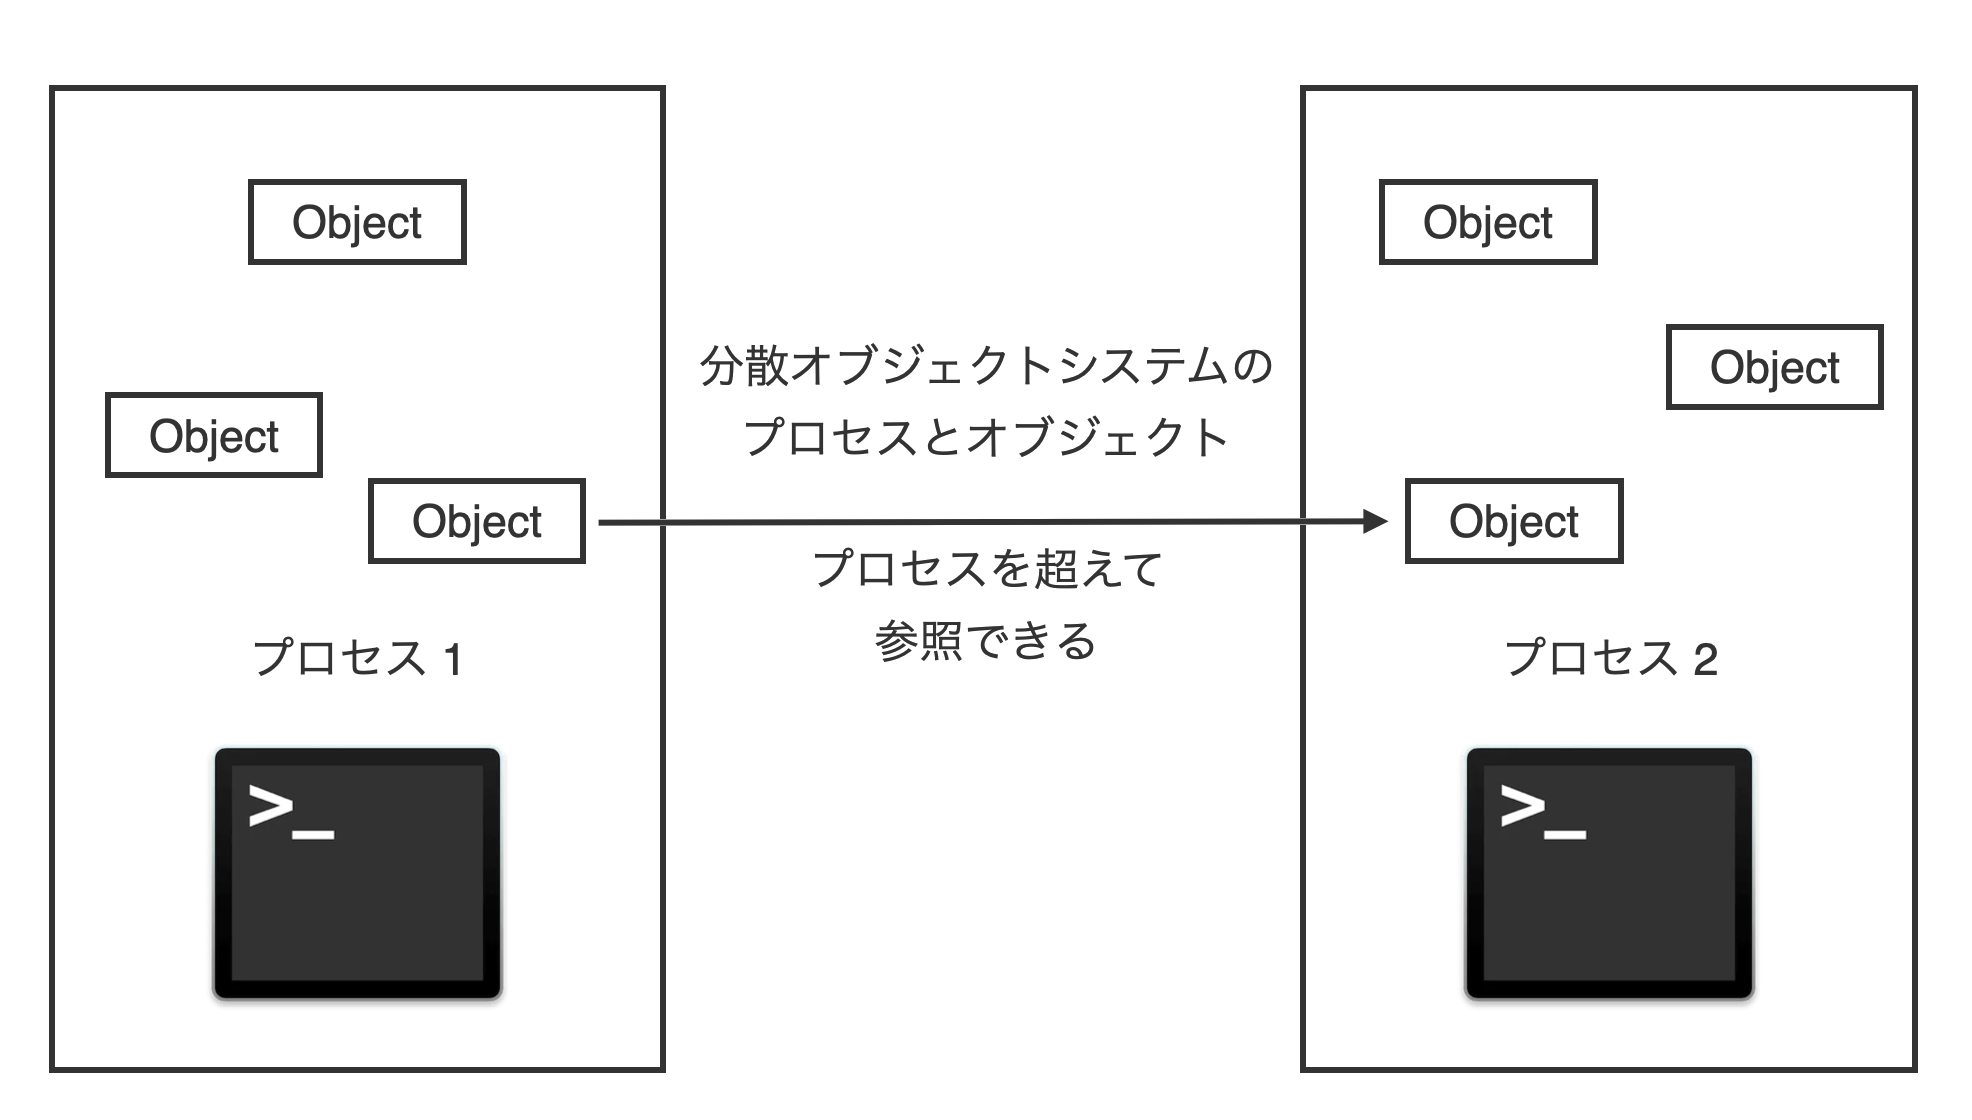 Object
Object
Object
プロセス 1
>_
分散オブジェクトシステムの
プロセスとオブジェクト
プロセスを超えて
参照できる
Object
Object
Object
プロセス 2
>_